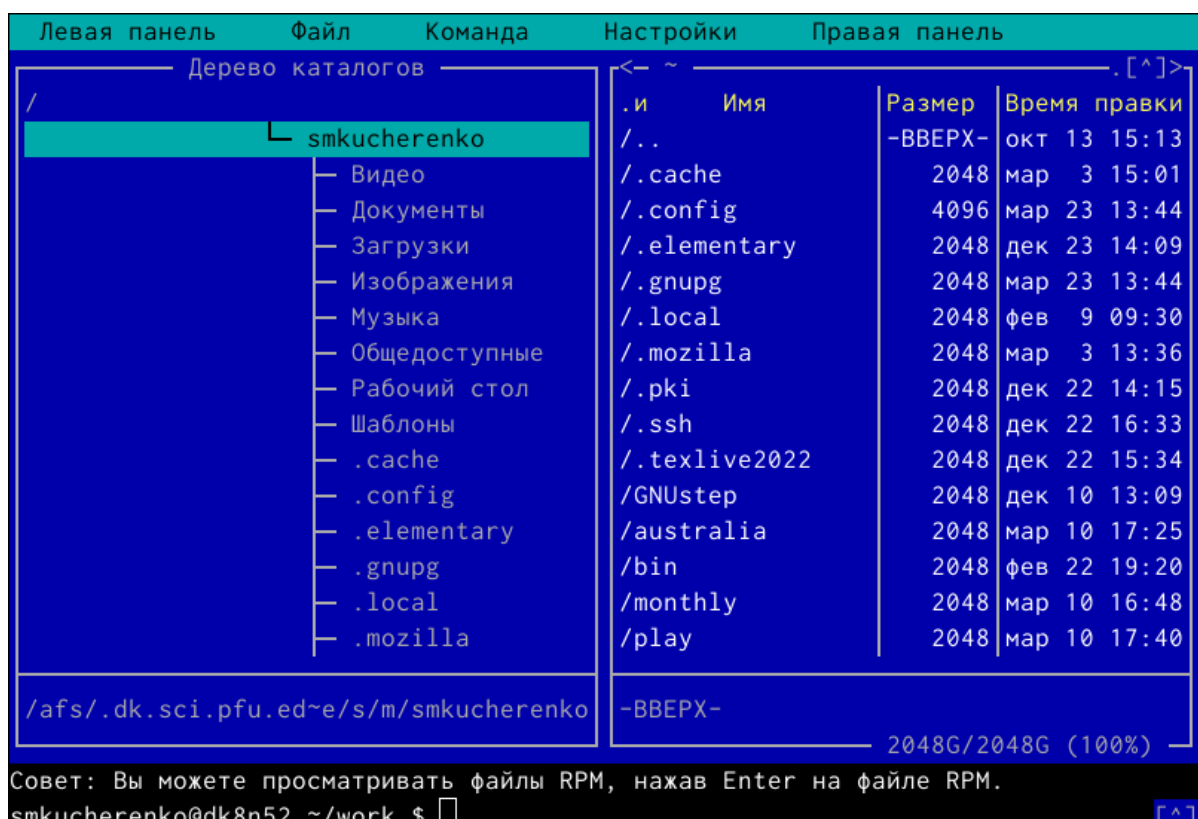 Левая панель Файл Команда Настройки Правая панель
Дерево каталогов
/
smkucherenko
Видео
Документы
Загрузки
Изображения
Музыка
Общедоступные
Рабочий стол
Шаблоны
.cache
.config
.elementary
.gnupg
.local
.mozilla
/afs/.dk.sci.pfu.ed~e/s/m/smkucherenko
<─ ~ .[^]>
.и Имя Размер Время правки
/.. -ВВЕРХ- окт 13 15:13
/.cache 2048 мар 3 15:01
/.config 4096 мар 23 13:44
/.elementary 2048 дек 23 14:09
/.gnupg 2048 мар 23 13:44
/.local 2048 фев 9 09:30
/.mozilla 2048 мар 3 13:36
/.pki 2048 дек 22 14:15
/.ssh 2048 дек 22 16:33
/.texlive2022 2048 дек 22 15:34
/GNUstep 2048 дек 10 13:09
/australia 2048 мар 10 17:25
/bin 2048 фев 22 19:20
/monthly 2048 мар 10 16:48
/play 2048 мар 10 17:40
-ВВЕРХ-
2048G/2048G (100%)
Совет: Вы можете просматривать файлы RPM, нажав Enter на файле RPM.
smkucherenko@dk8n52 ~/work $ [^]